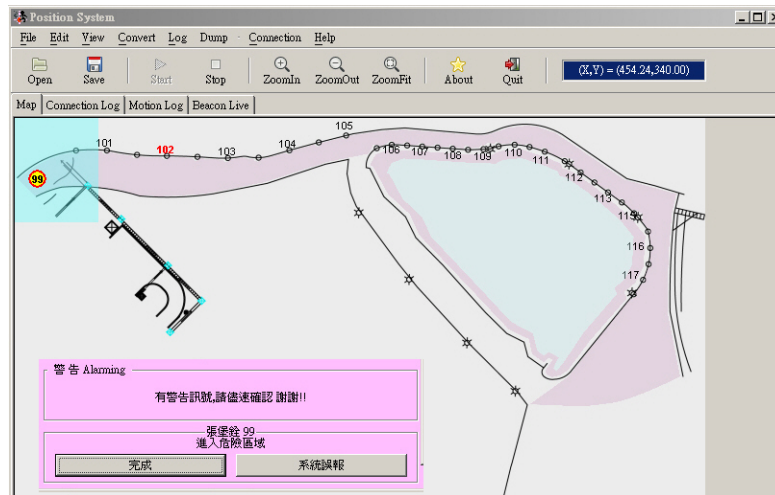 Position System
File Edit View Convert Log Dump Connection Help
Open Save Start Stop ZoomIn ZoomOut ZoomFit About Quit (X,Y) = (454.24,340.00)
Map Connection Log Motion Log Beacon Live
105
101 102 103 104 106 107 108 109 110 111
99
112
113
115
116
117
警告 Alarming
有警告訊號,請儘速確認 謝謝!!
張堡銓 99
進入危險區域
完成 系統誤報